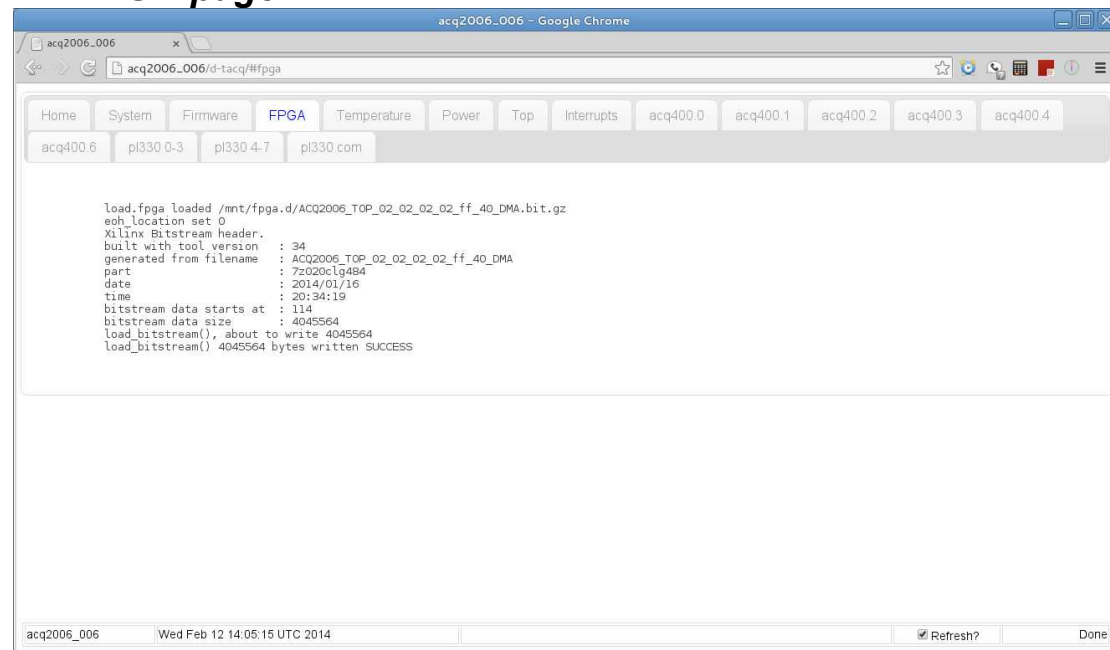 acq2006_006 - Google Chrome
acq2006_006
acq2006_006/d-tacq/#fpga
Home System Firmware FPGA Temperature Power Top Interrupts acq400.0 acq400.1 acq400.2 acq400.3 acq400.4
acq400.6 pl330 0-3 pl330 4-7 pl330 com
load.fpga loaded /mnt/fpga.d/ACQ2006_TOP_02_02_02_02_ff_40_DMA.bit.gz
eoh_location set 0
Xilinx Bitstream header.
built with tool version : 34
generated from filename : ACQ2006_TOP_02_02_02_02_ff_40_DMA
part : 7z020clg484
date : 2014/01/16
time : 20:34:19
bitstream data starts at : 114
bitstream data size : 4045564
load_bitstream(), about to write 4045564
load_bitstream() 4045564 bytes written SUCCESS
acq2006_006 Wed Feb 12 14:05:15 UTC 2014 Refresh? Done